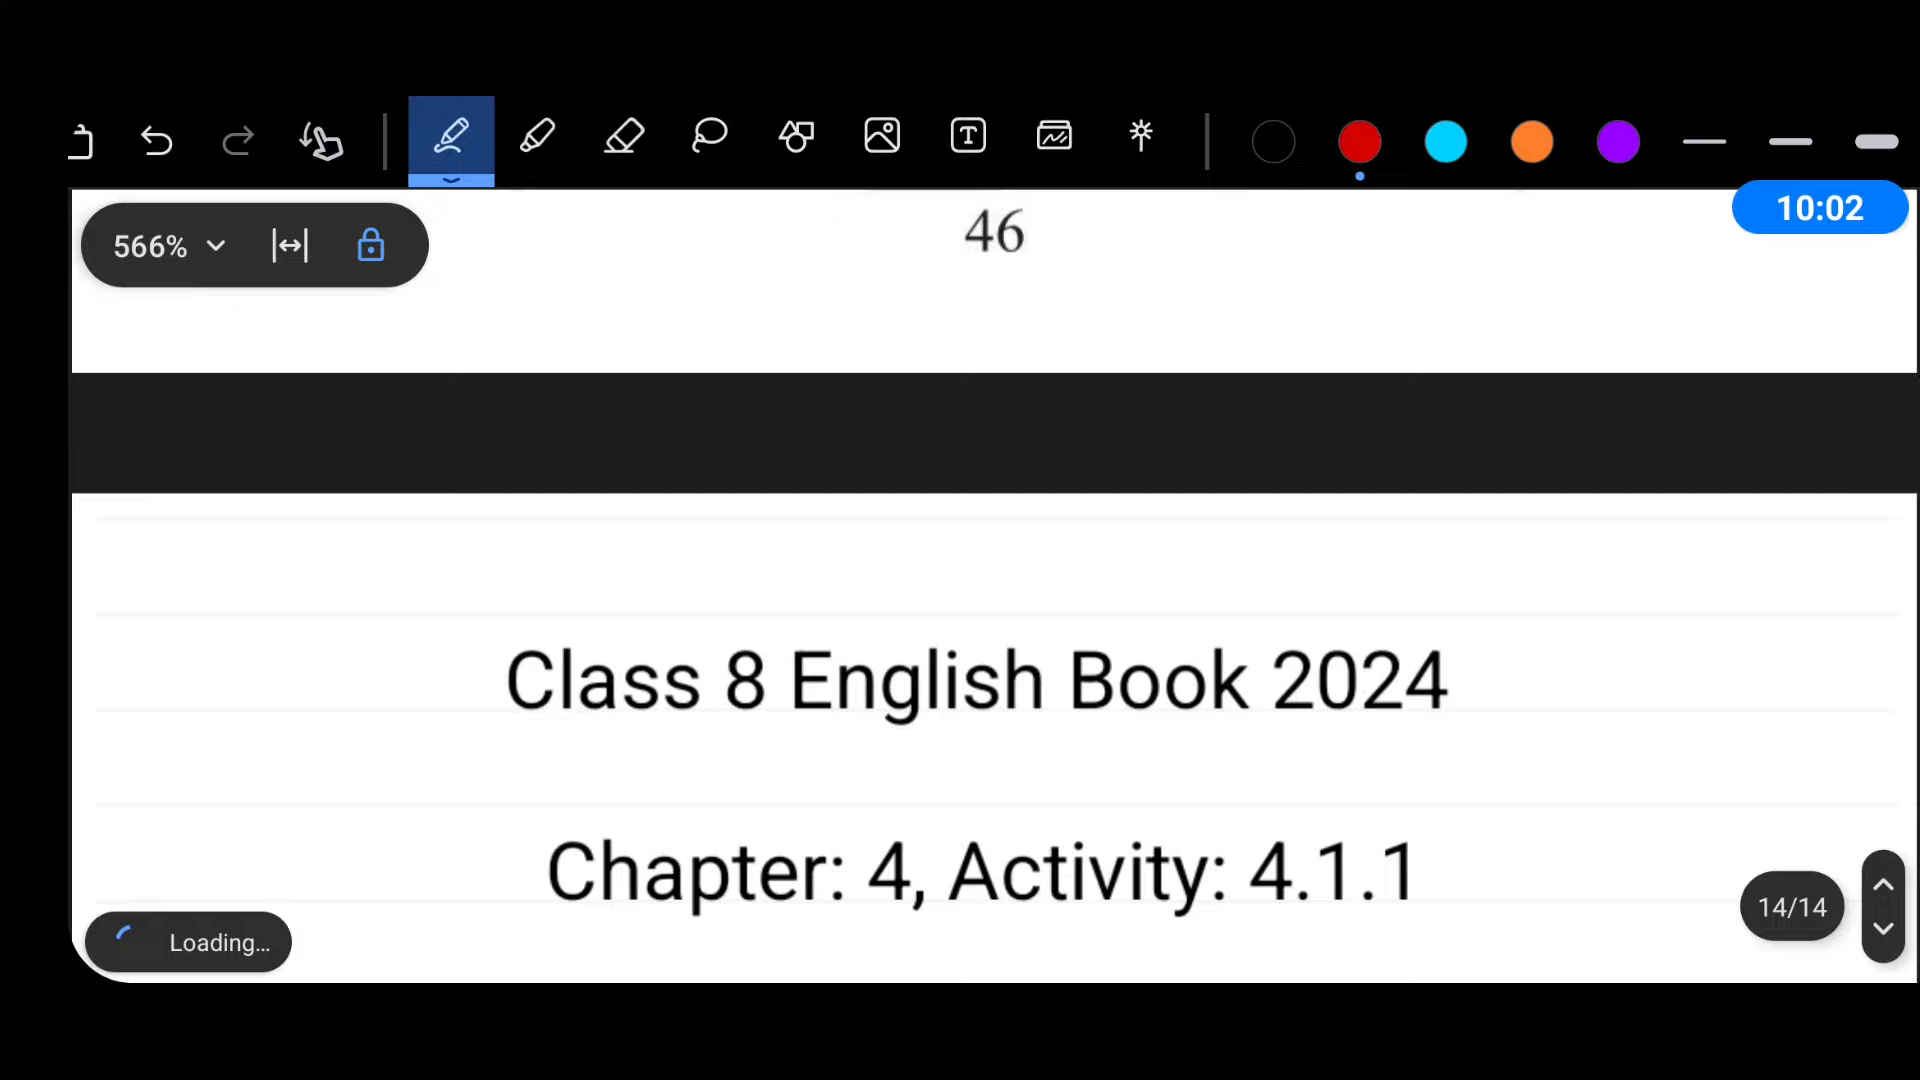 10:02
566%
46
Class 8 English Book 2024
Chapter: 4, Activity: 4.1.1
14/14
Loading...